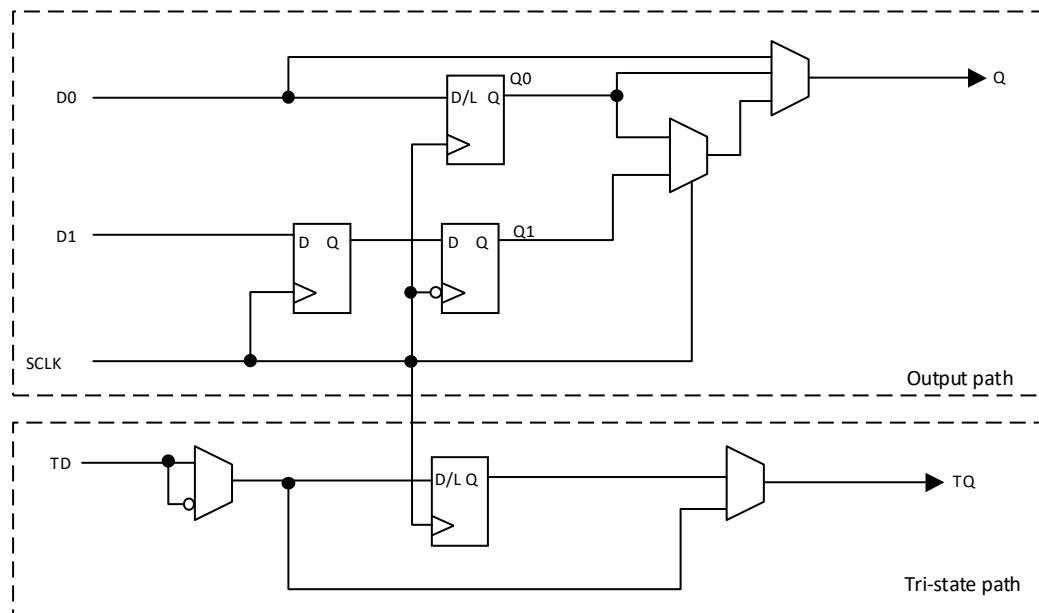 Q0
D0
D/L Q
Q
D1
Q1
D Q
D Q
SCLK
Output path
TD
D/L Q
TQ
Tri-state path